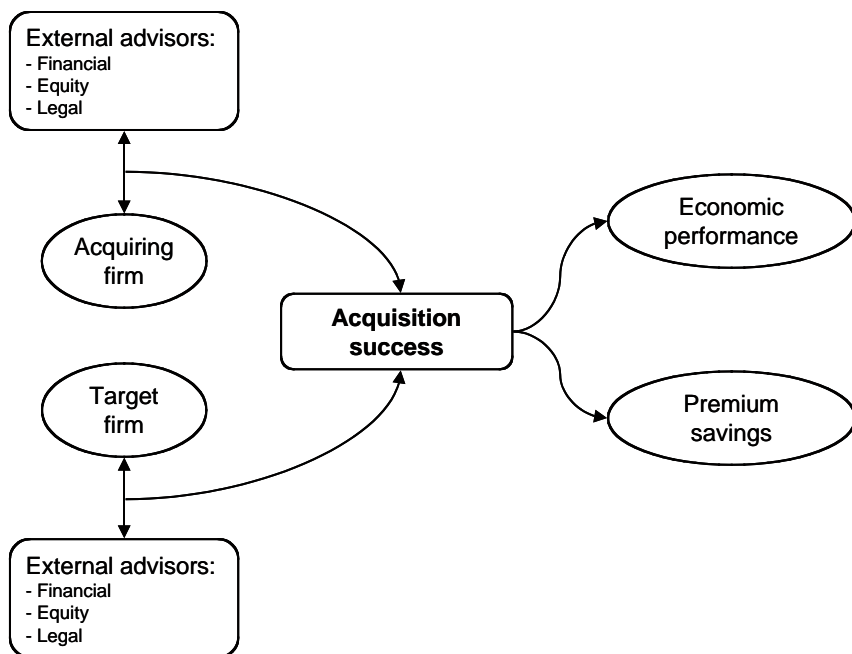 External advisors:
- Financial
- Equity
- Legal
Acquiring
firm
Economic
performance
Acquisition
success
Target
firm
Premium
savings
External advisors:
- Financial
- Equity
- Legal